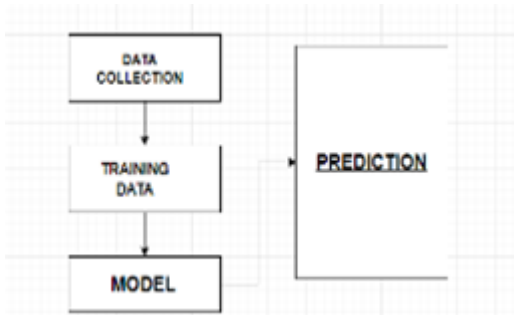 DATA
COLLECTION
TRAINING
DATA
MODEL
PREDICTION